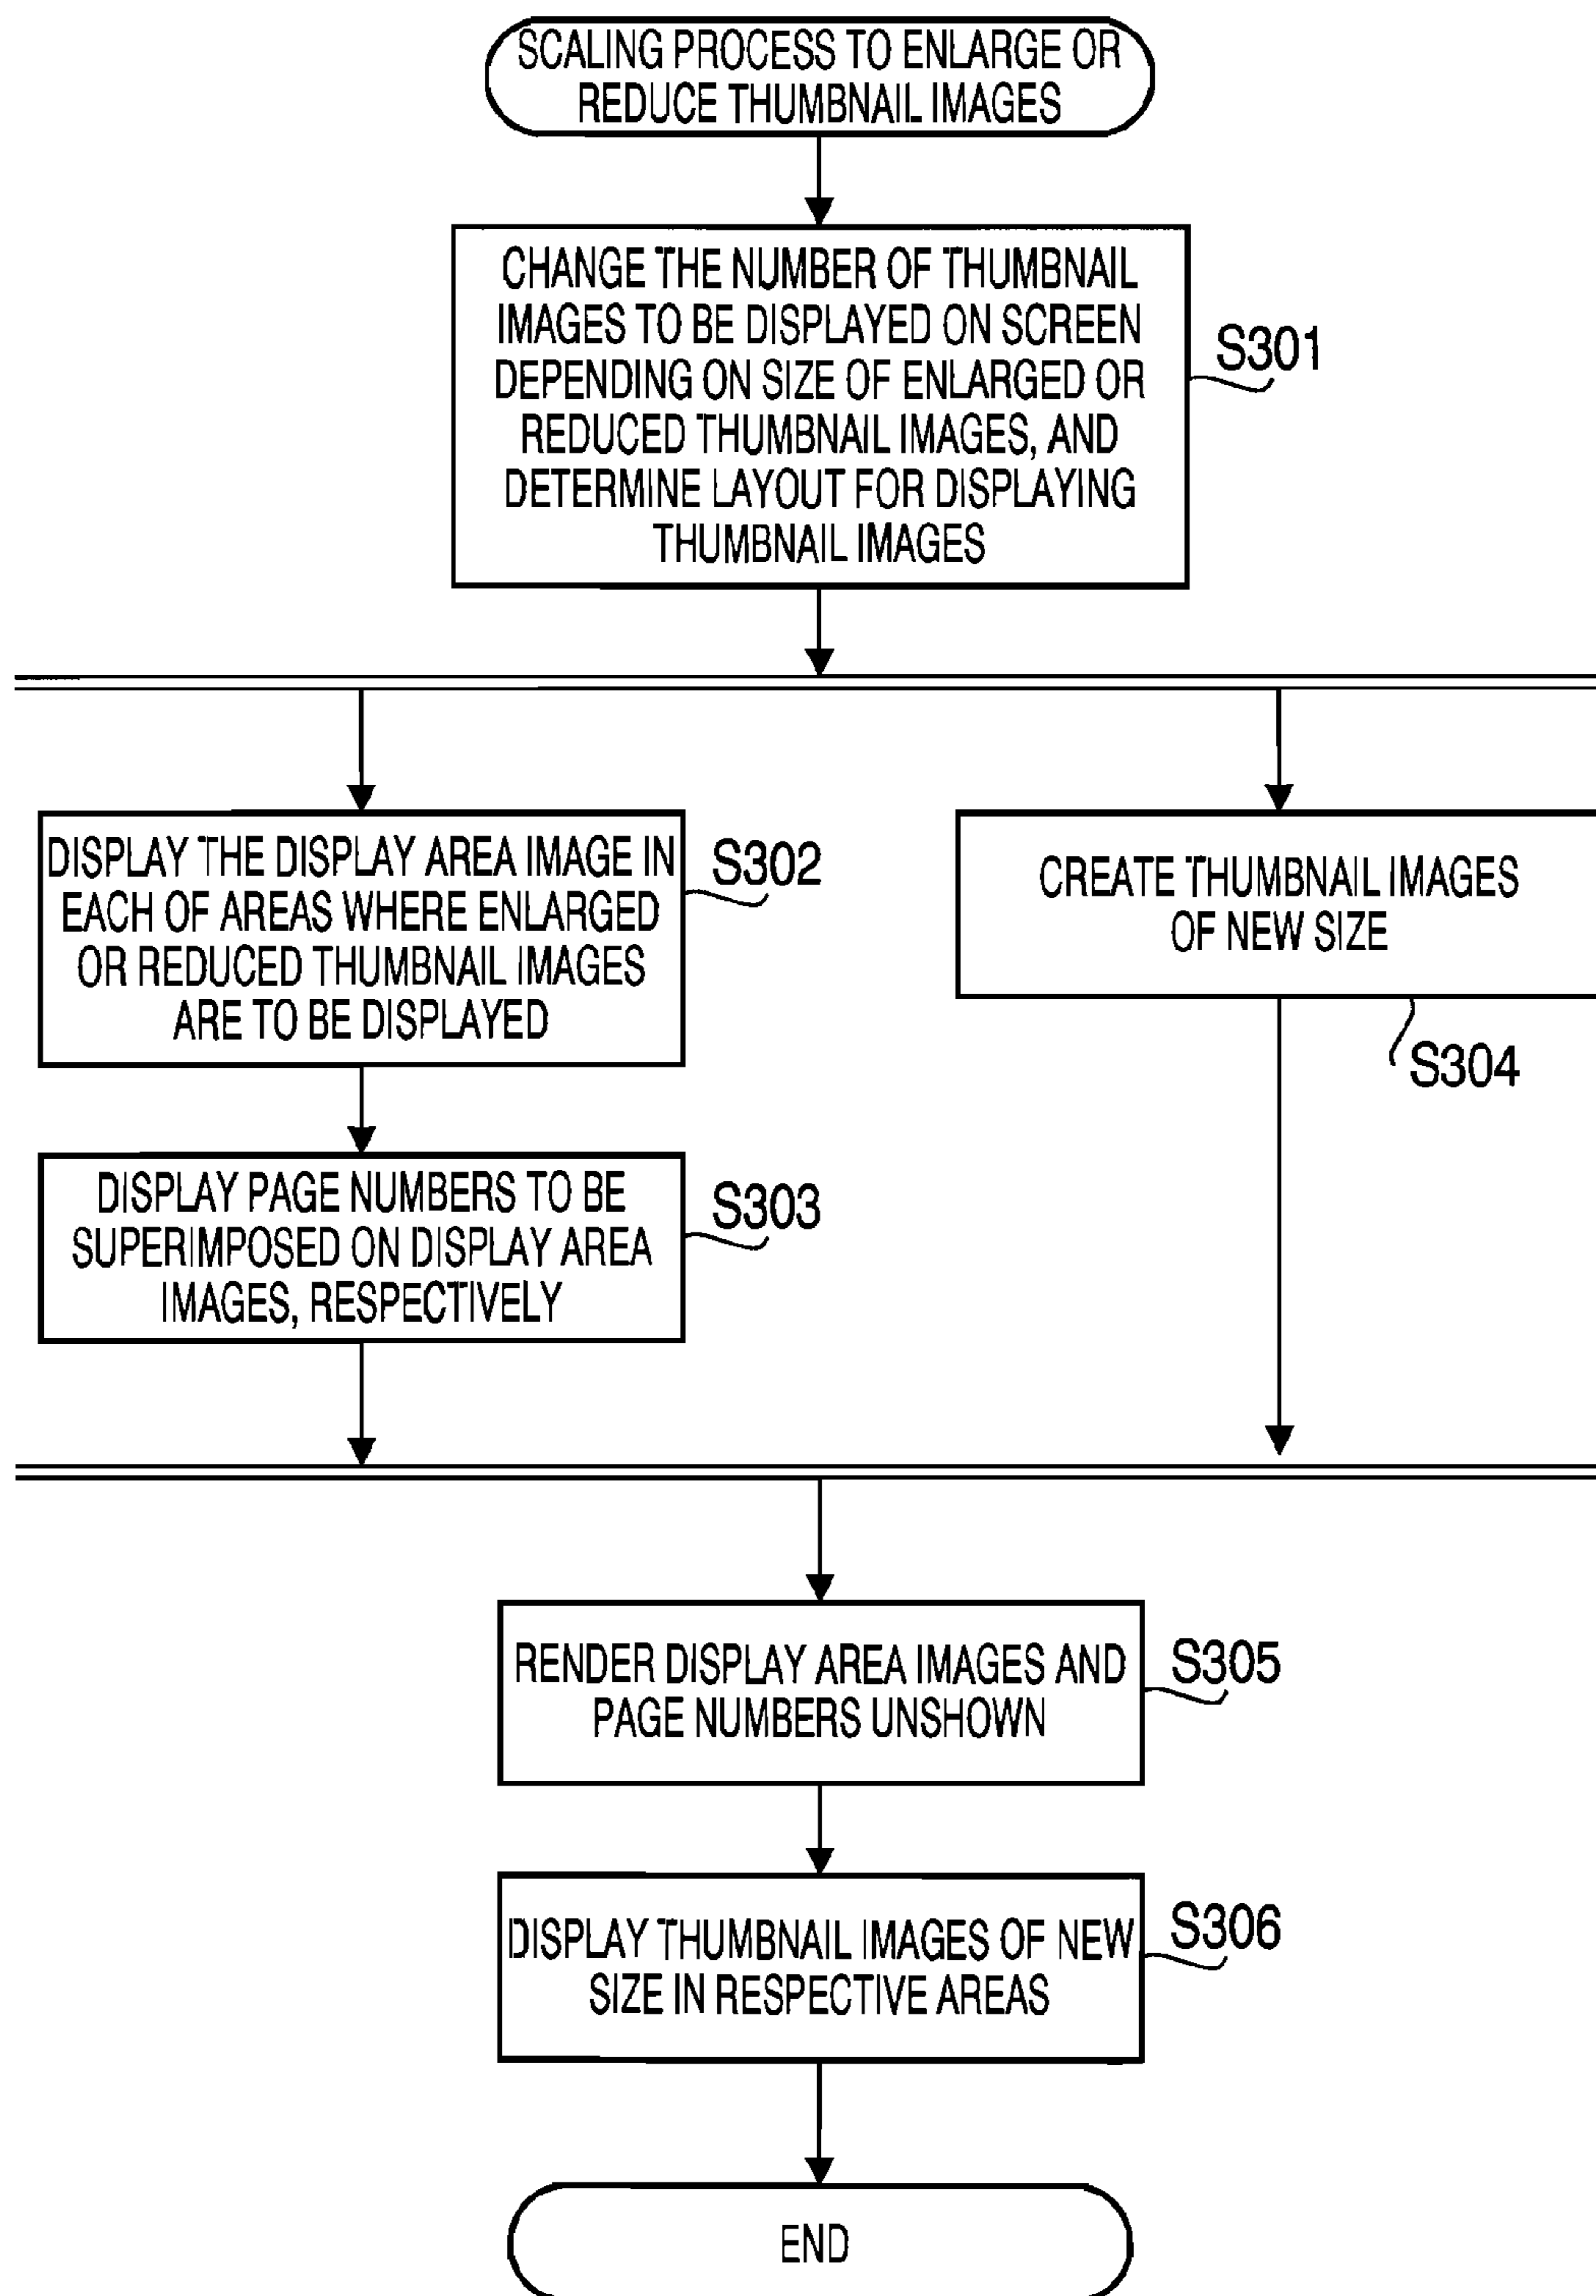 SCALING PROCESS TO ENLARGE OR
REDUCE THUMBNAIL IMAGES
CHANGE THE NUMBER OF THUMBNAIL
IMAGES TO BE DISPLAYED ON SCREEN
DEPENDING ON SIZE OF ENLARGED OR
REDUCED THUMBNAIL IMAGES, AND
DETERMINE LAYOUT FOR DISPLAYING
THUMBNAIL IMAGES
S301
DISPLAY THE DISPLAY AREA IMAGE IN
EACH OF AREAS WHERE ENLARGED
OR REDUCED THUMBNAIL IMAGES
ARE TO BE DISPLAYED
S302
CREATE THUMBNAIL IMAGES
OF NEW SIZE
S304
DISPLAY PAGE NUMBERS TO BE
SUPERIMPOSED ON DISPLAY AREA
IMAGES, RESPECTIVELY
S303
RENDER DISPLAY AREA IMAGES AND
PAGE NUMBERS UNSHOWN
S305
DISPLAY THUMBNAIL IMAGES OF NEW
SIZE IN RESPECTIVE AREAS
S306
END